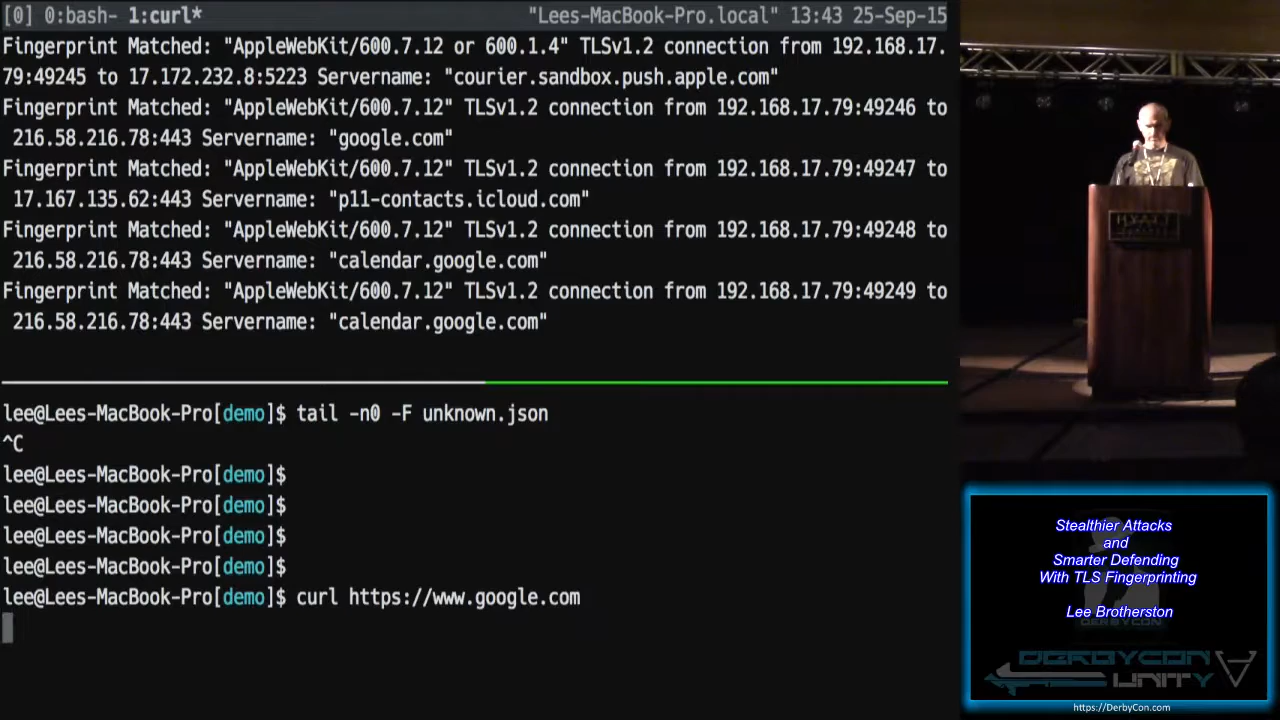 [0] 0:bash- 1:curl* "Lees-MacBook-Pro.local" 13:43 25-Sep-15
Fingerprint Matched: "AppleWebKit/600.7.12 or 600.1.4" TLSv1.2 connection from 192.168.17.
79:49245 to 17.172.232.8:5223 Servername: "courier.sandbox.push.apple.com"
Fingerprint Matched: "AppleWebKit/600.7.12" TLSv1.2 connection from 192.168.17.79:49246 to
216.58.216.78:443 Servername: "google.com"
Fingerprint Matched: "AppleWebKit/600.7.12" TLSv1.2 connection from 192.168.17.79:49247 to
17.167.135.62:443 Servername: "p11-contacts.icloud.com"
Fingerprint Matched: "AppleWebKit/600.7.12" TLSv1.2 connection from 192.168.17.79:49248 to
216.58.216.78:443 Servername: "calendar.google.com"
Fingerprint Matched: "AppleWebKit/600.7.12" TLSv1.2 connection from 192.168.17.79:49249 to
216.58.216.78:443 Servername: "calendar.google.com"
lee@Lees-MacBook-Pro[demo]$ tail -n0 -F unknown.json
^C
lee@Lees-MacBook-Pro[demo]$
lee@Lees-MacBook-Pro[demo]$
lee@Lees-MacBook-Pro[demo]$
lee@Lees-MacBook-Pro[demo]$
lee@Lees-MacBook-Pro[demo]$ curl https://www.google.com
HYATT
Stealthier Attacks
and
Smarter Defending
With TLS Fingerprinting
Lee Brotherston
DERBYCON
DERBYCON
UNITY
https://DerbyCon.com